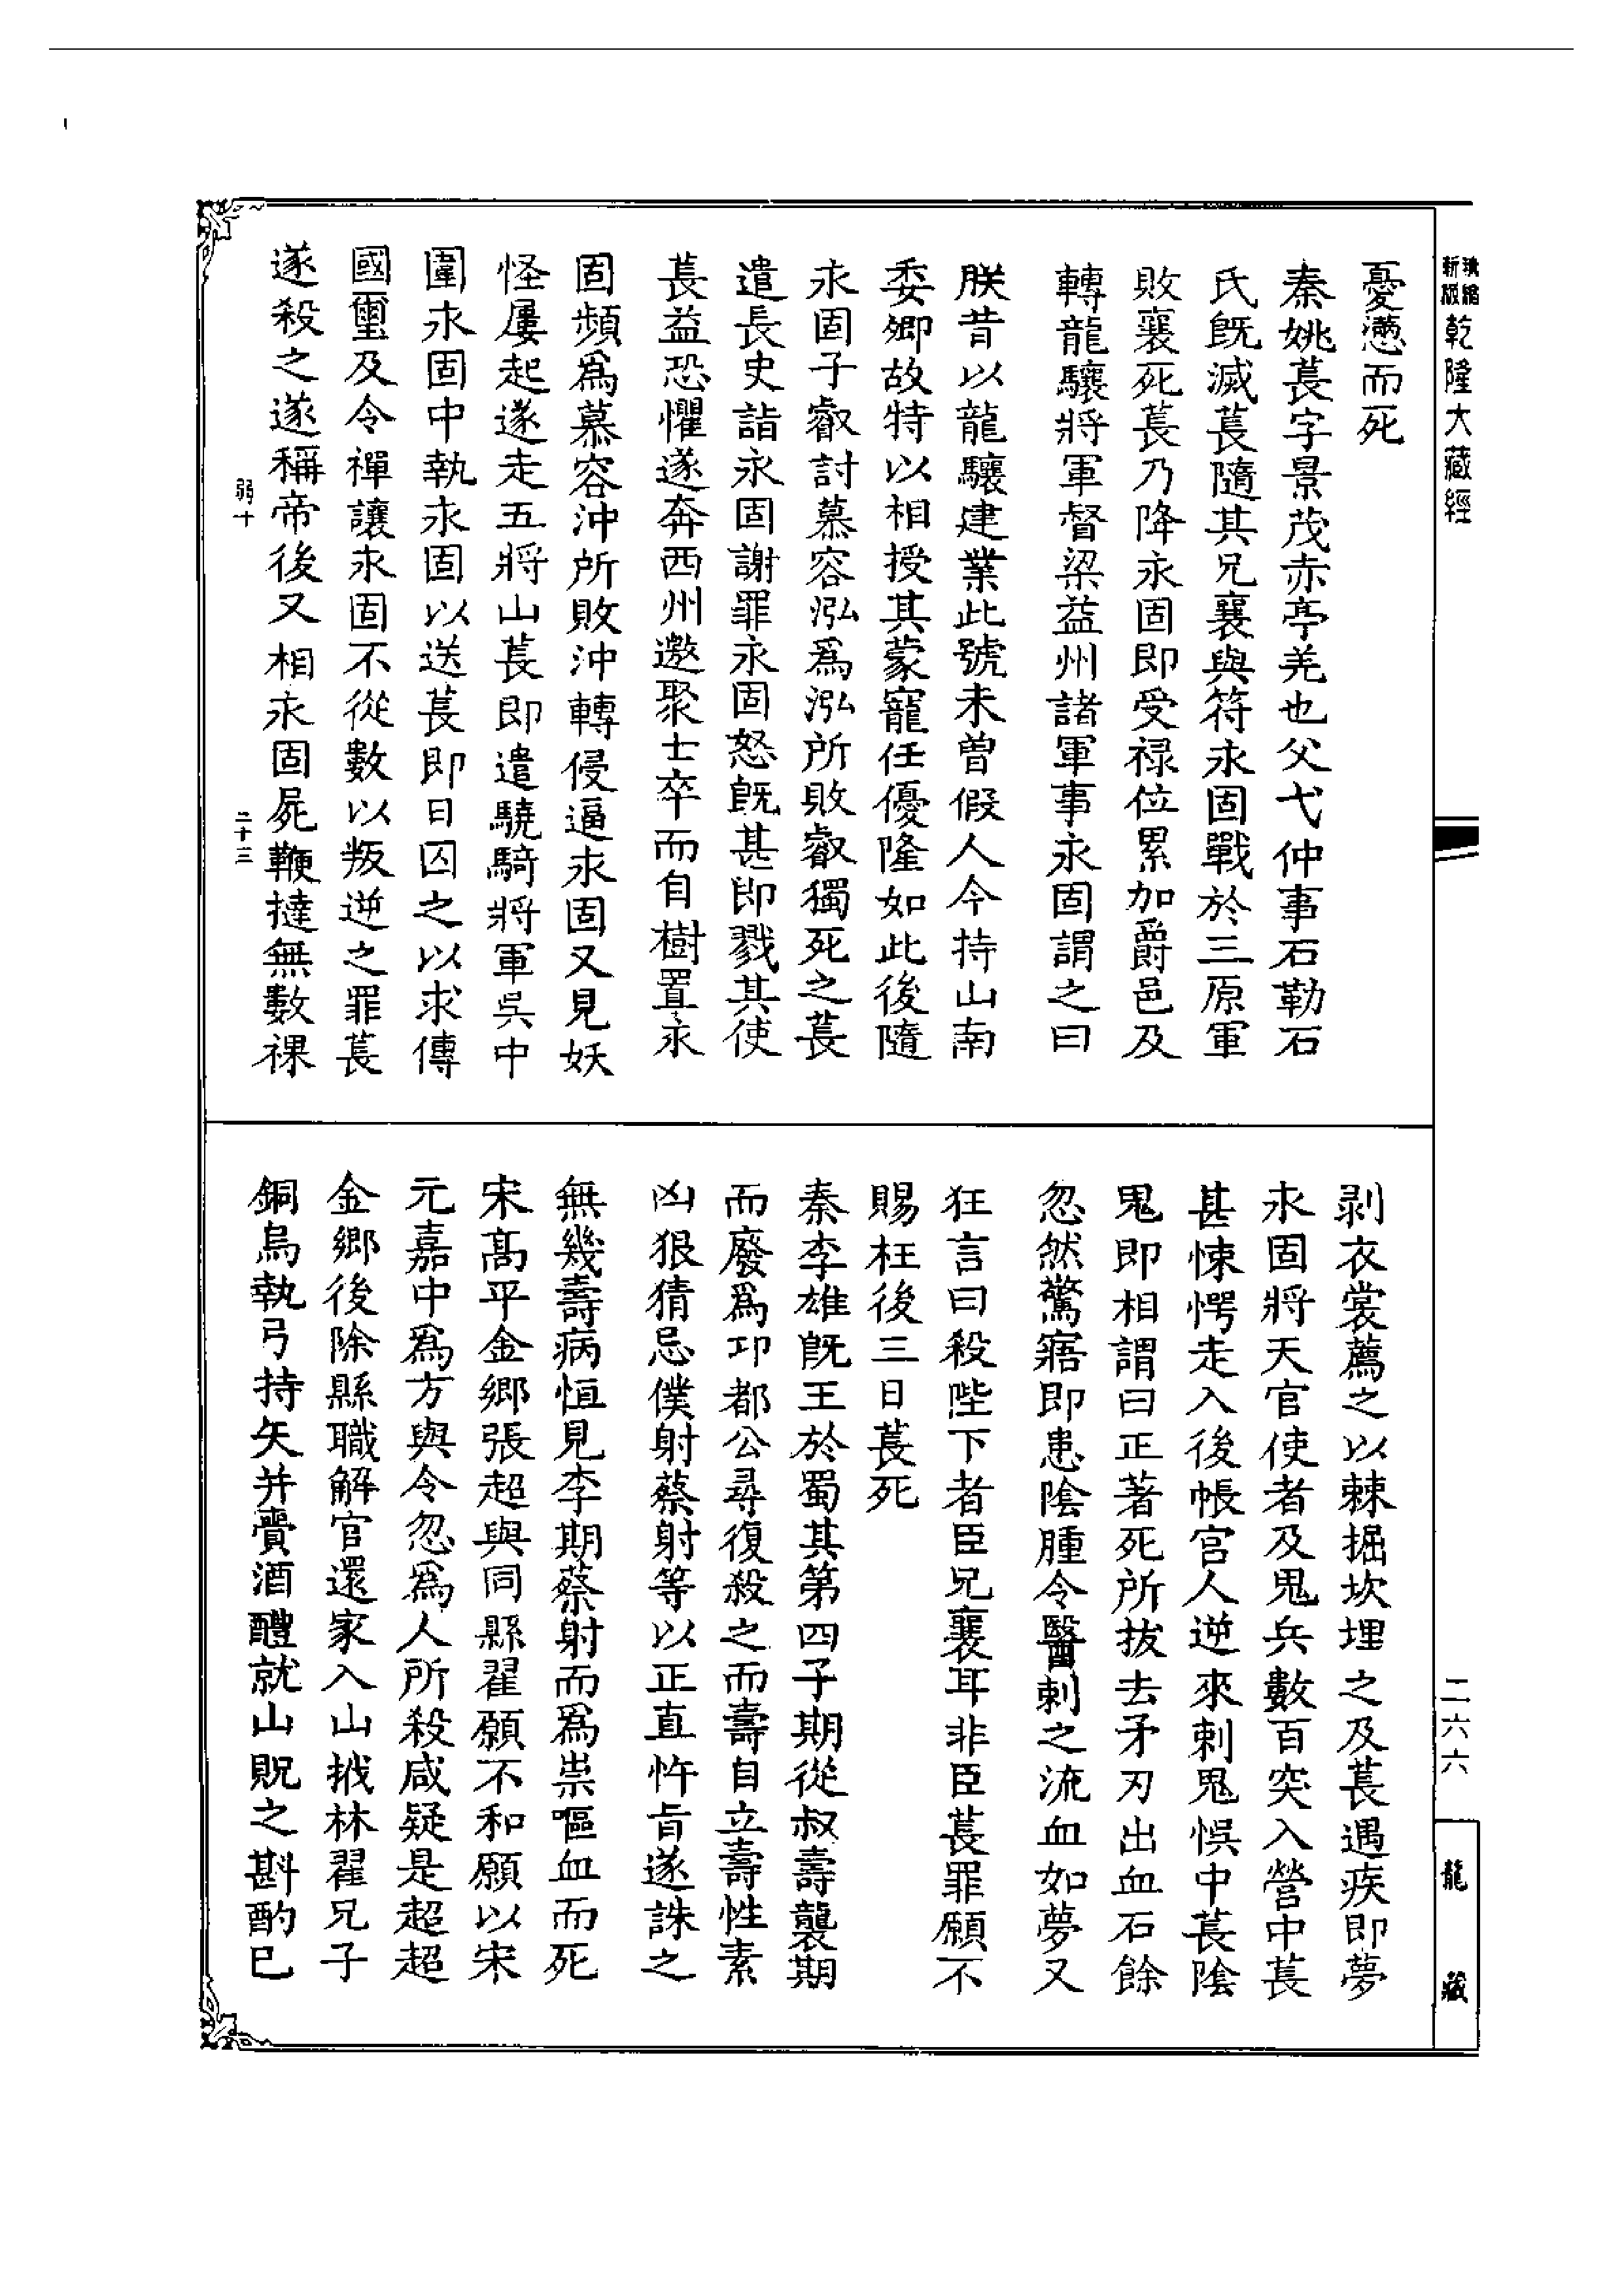 精縮
新版
乾隆大藏經
憂懣而死
秦姚萇字景茂赤亭羌也父弋仲事石勒石
氏旣滅萇隨其兄襄與符永固戰於三原軍
敗襄死萇乃降永固即受祿位累加爵邑及
轉龍驤將軍督梁益州諸軍事永固謂之曰
朕昔以龍驤建業此號未曾假人今持山南
委卿故特以相授其蒙寵任優隆如此後隨
永固子叡討慕容泓爲泓所敗叡獨死之萇
遣長史詣永固謝罪永固怒旣甚即戮其使
萇益恐懼遂奔西州邀聚士卒而自樹置永
固頻爲慕容沖所敗沖轉侵逼永固又見妖
怪屢起遂走五將山萇即遣驍騎將軍吳中
圍永固中執永固以送萇即日囚之以求傳
國璽及令禪讓永固不從數以叛逆之罪萇
遂殺之遂稱帝後又相永固屍鞭撻無數裸
弱十
二十三
剥衣裳薦之以棘掘坎埋之及萇遇疾即夢
永固將天官使者及鬼兵數百突入營中萇
甚悚愕走入後帳宮人逆來刺鬼悞中萇陰
鬼即相謂曰正著死所拔去矛刃出血石餘
忽然驚寤即患陰腫令醫刺之流血如夢又
狂言曰殺陛下者臣兄襄耳非臣萇罪願不
賜枉後三日萇死
秦李雄旣王於蜀其第四子期從叔壽襲期
而廢爲卭都公尋復殺之而壽自立壽性素
凶狠猜忌僕射蔡射等以正直忤旨遂誅之
無幾壽病恒見李期蔡射而爲祟嘔血而死
宋髙平金鄉張超與同縣翟願不和願以宋
元嘉中爲方與令忽爲人所殺咸疑是超超
金鄉後除縣職解官還家入山栰林翟兄子
銅烏執弓持矢并賫酒醴就山貺之斟酌已
二六六
龍藏